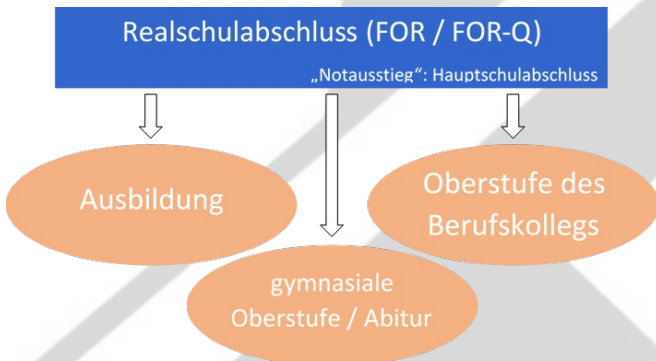 Realschulabschluss (FOR / FOR-Q)
„Notausstieg“: Hauptschulabschluss
Ausbildung
Oberstufe des
Berufskollegs
gymnasiale
Oberstufe / Abitur